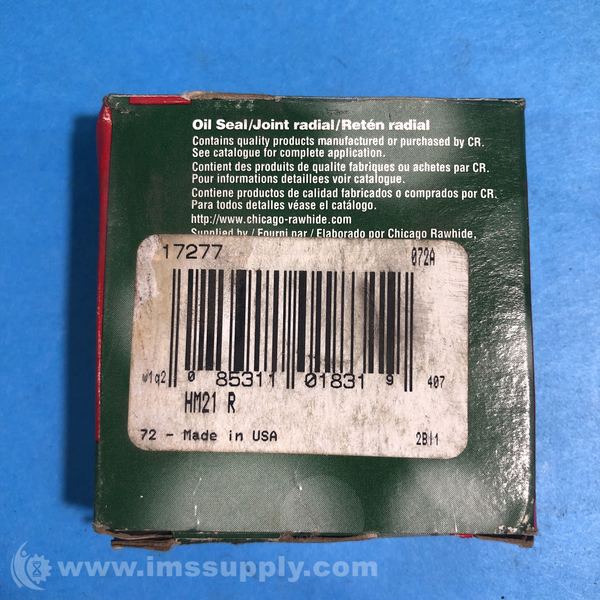 Oil Seal/Joint radial/Retén radial
Contains quality products manufactured or purchased by CR.
See catalogue for complete application.
Contient des produits de qualite fabriques ou achetes par CR.
Pour informations detaillees voir catalogue.
Contiene productos de calidad fabricados o comprados por CR.
Para todos detalles véase el catálogo.
http://www.chicago-rawhide.com
Supplied by / Fourni par / Elaborado por Chicago Rawhide,
17277 072A
w1q2 0 85311 01831 9 407
HM21 R
72 - Made in USA 2B11
www.imssupply.com